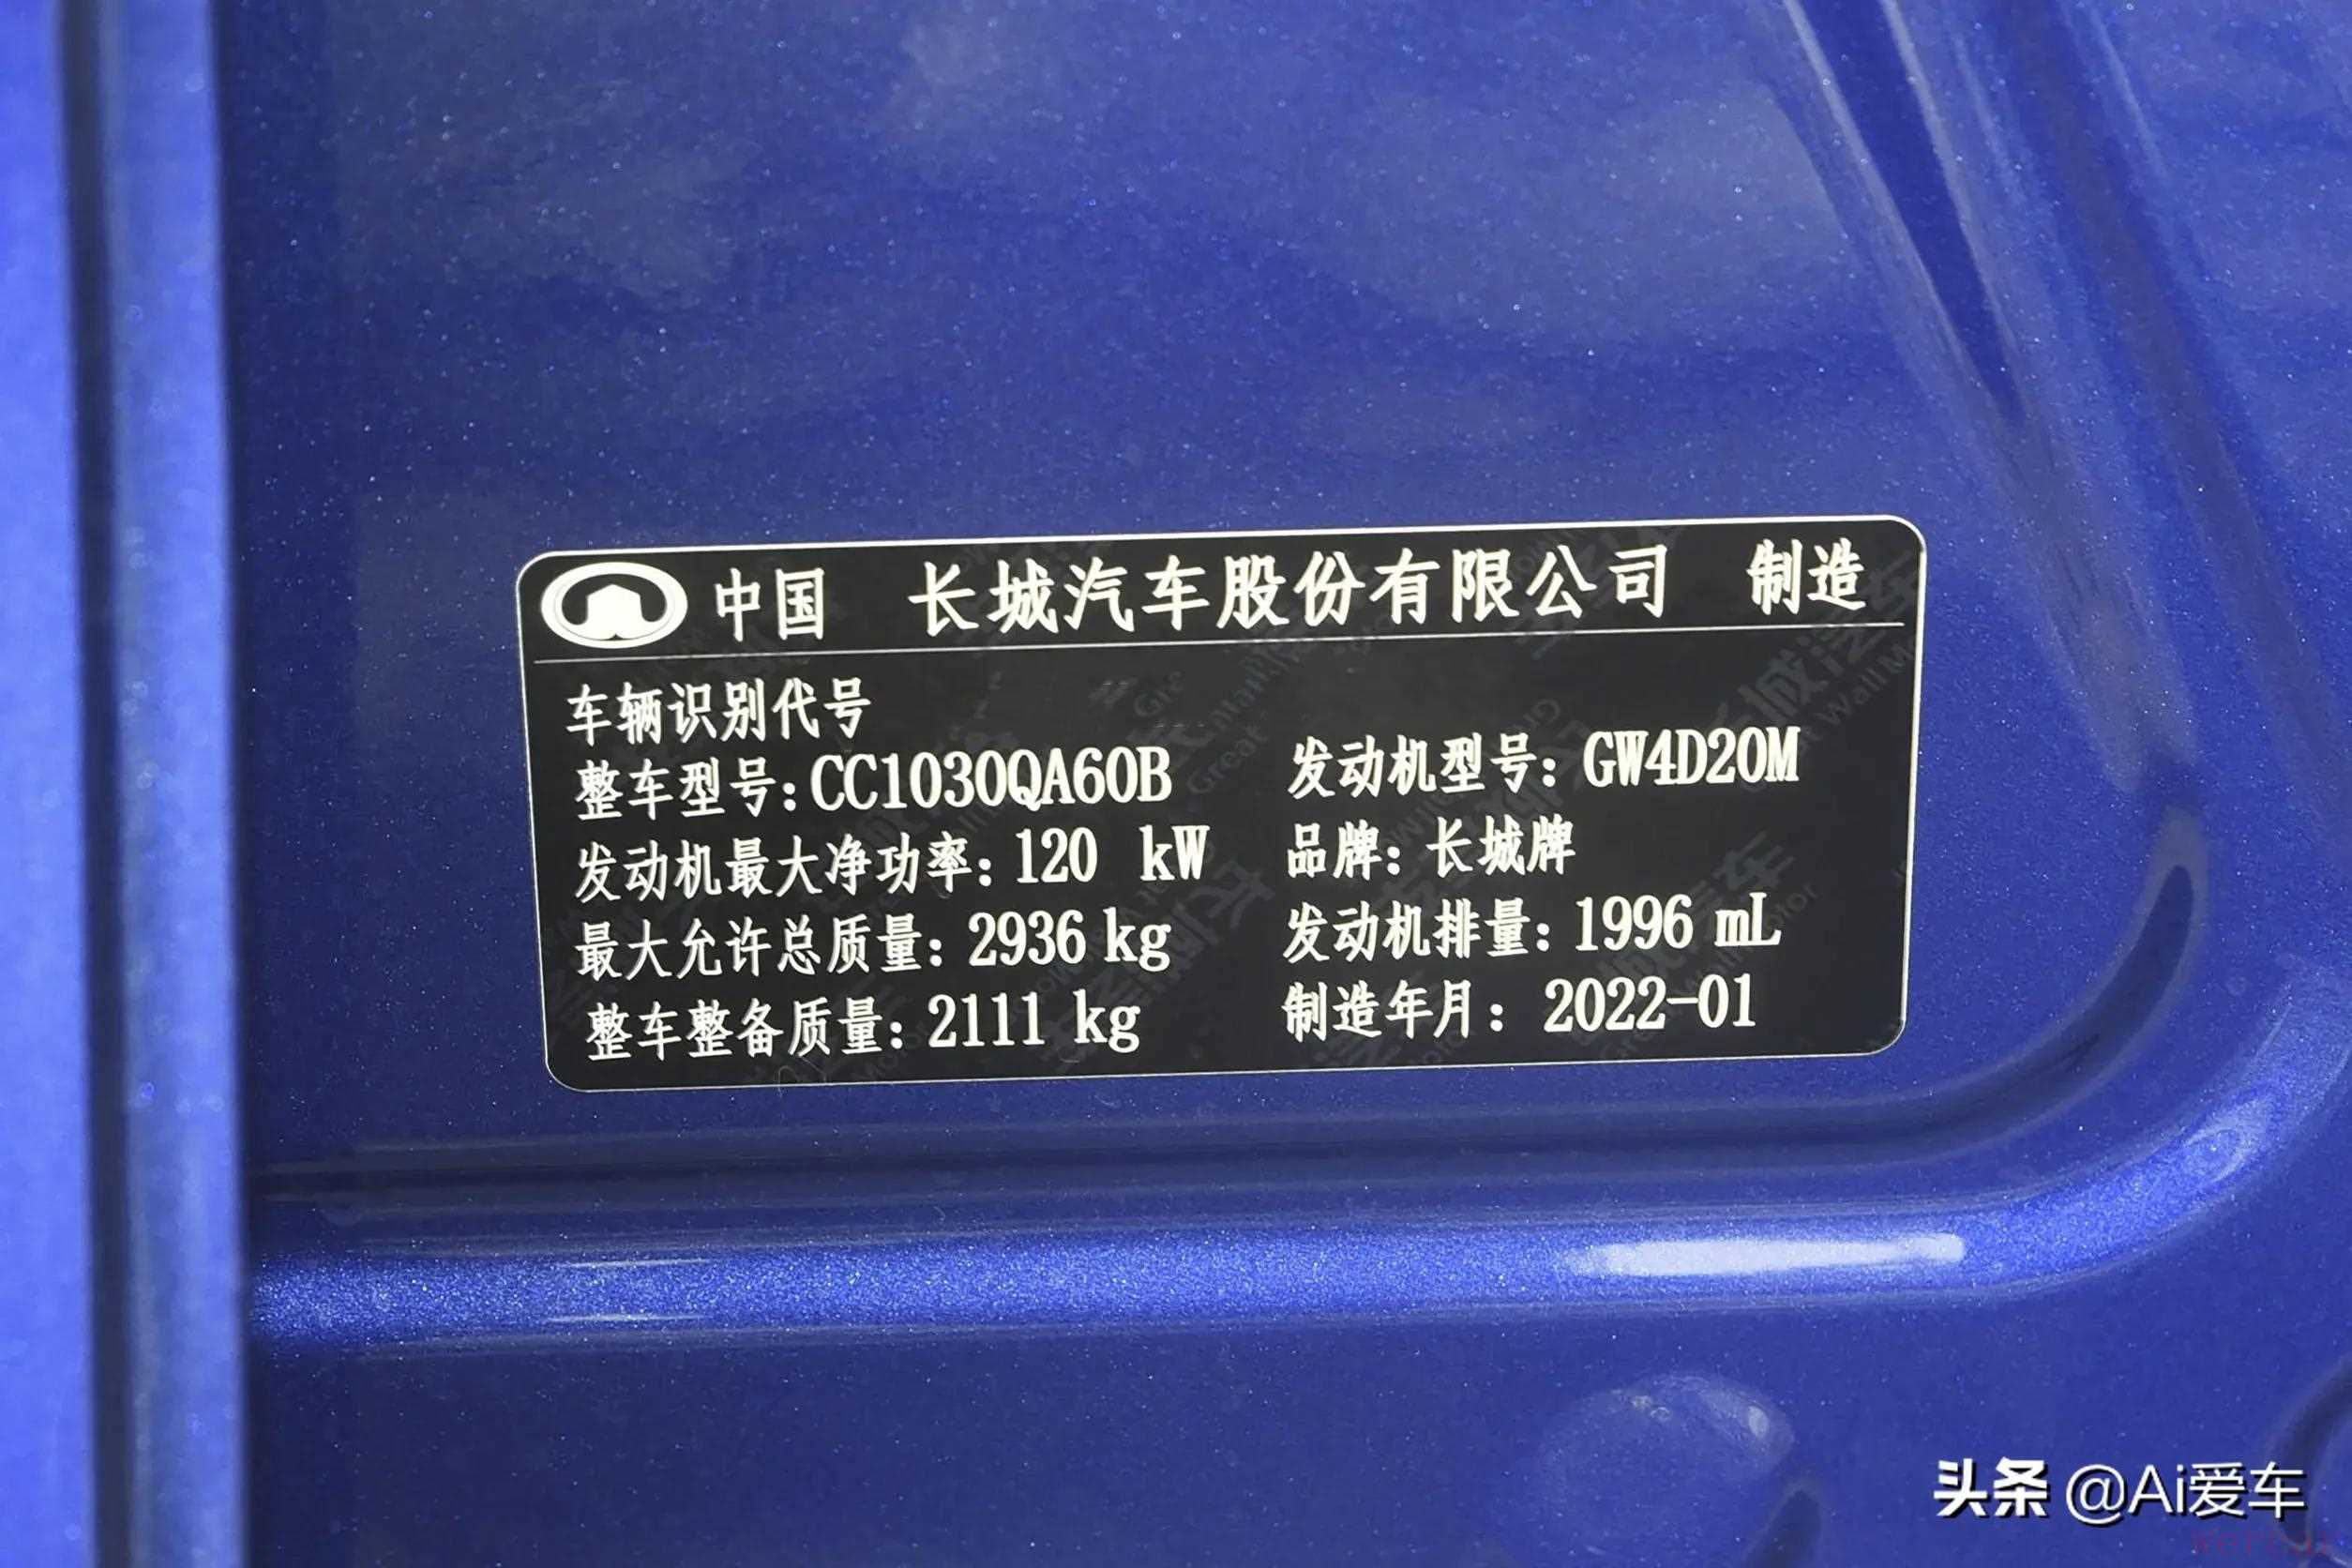 中国 长城汽车股份有限公司 制造
车辆识别代号
整车型号:CC1030QA60B 发动机型号: GW4D20M
发动机最大净功率: 120 kW 品牌: 长城牌
最大允许总质量: 2936 kg 发动机排量: 1996 mL
整车整备质量: 2111 kg 制造年月: 2022-01
头条 @Ai爱车